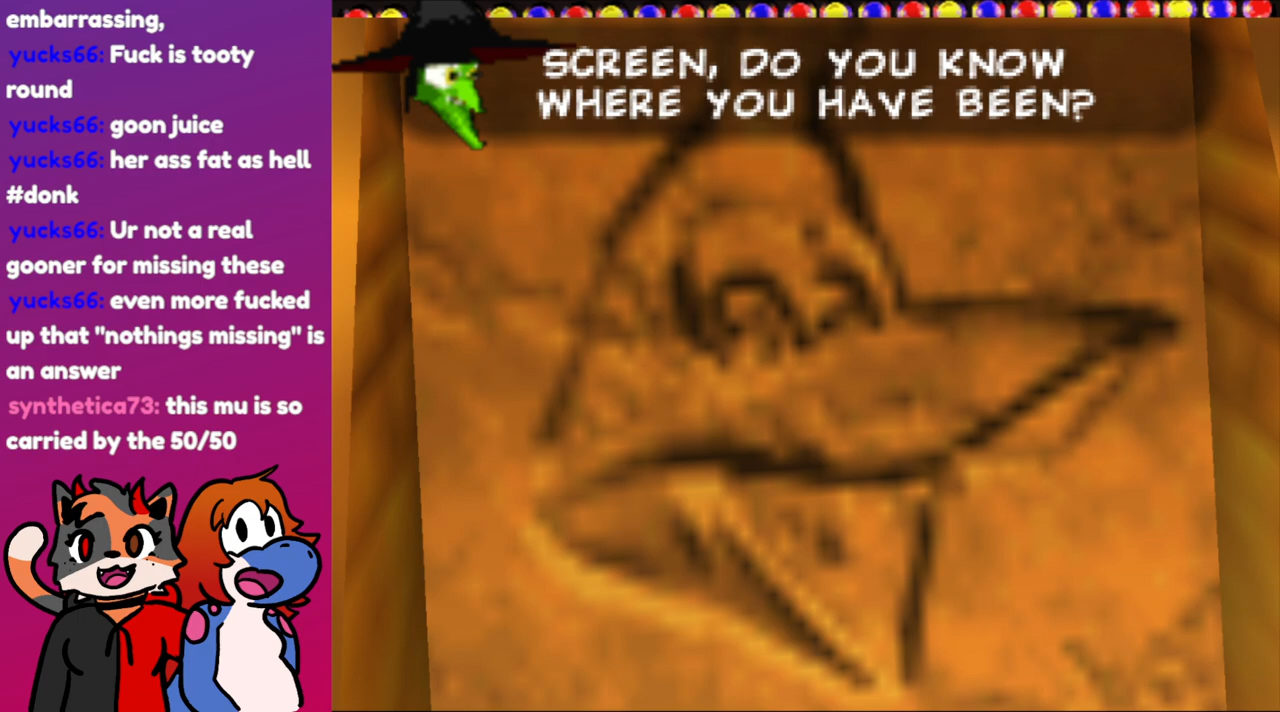 embarrassing,
yucks66: Fuck is tooty
round
yucks66: goon juice
yucks66: her ass fat as hell
#donk
yucks66: Ur not a real
gooner for missing these
yucks66: even more fucked
up that "nothings missing" is
an answer
synthetica73: this mu is so
carried by the 50/50
SCREEN, DO YOU KNOW
WHERE YOU HAVE BEEN?